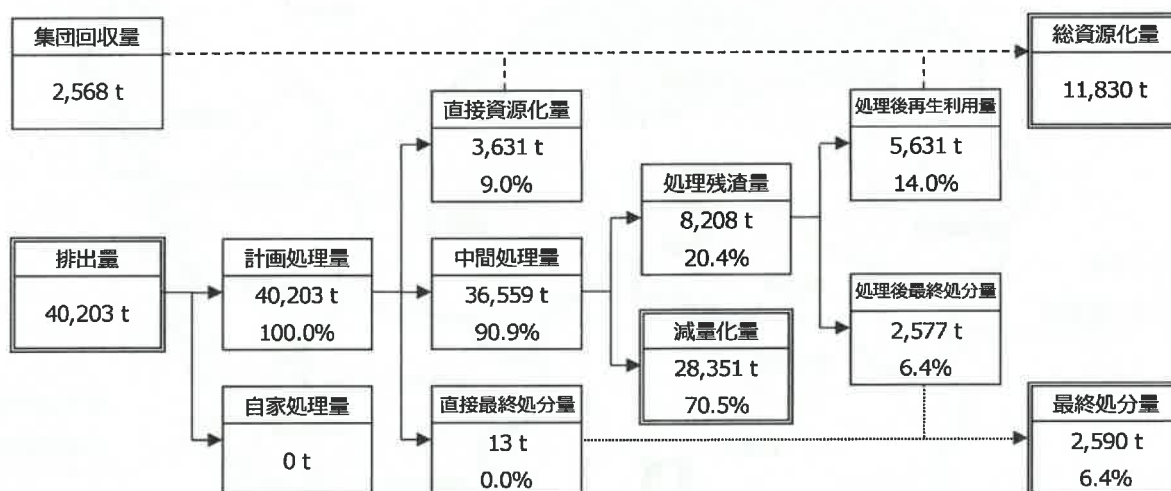 集団回収量
2,568 t
総資源化量
11,830 t
直接資源化量
3,631 t
9.0%
処理後再生利用量
5,631 t
14.0%
処理残渣量
8,208 t
20.4%
排出量
40,203 t
計画処理量
40,203 t
100.0%
中間処理量
36,559 t
90.9%
処理後最終処分量
2,577 t
6.4%
減量化量
28,351 t
70.5%
自家処理量
0 t
直接最終処分量
13 t
0.0%
最終処分量
2,590 t
6.4%